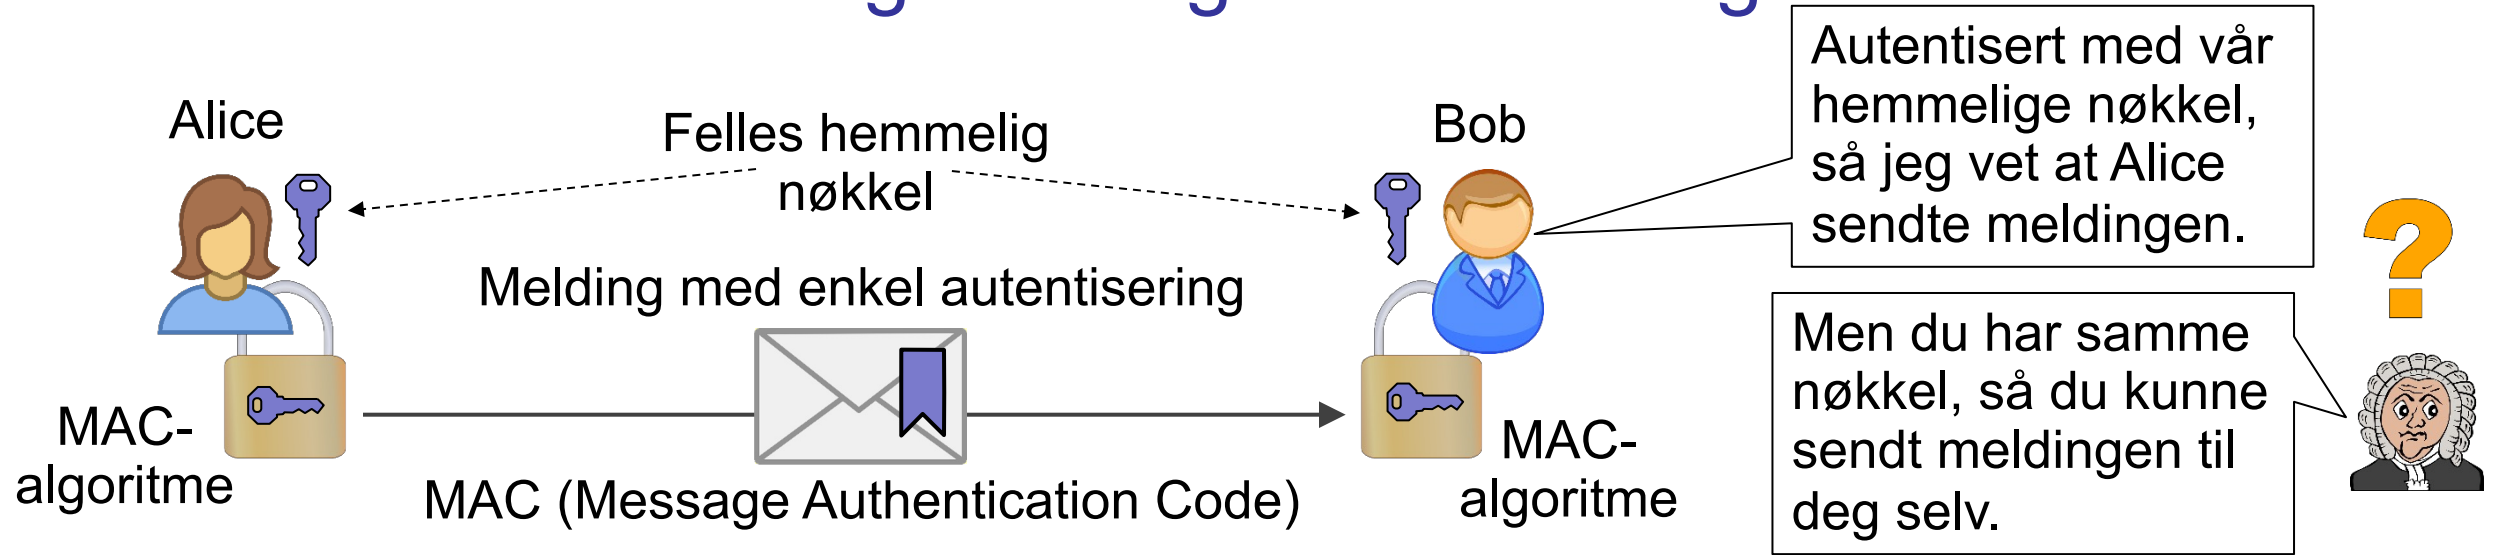 Alice
Felles hemmelig
nøkkel
Bob
Autentisert med vår
hemmelige nøkkel,
så jeg vet at Alice
sendte meldingen.
Melding med enkel autentisering
Men du har samme
nøkkel, så du kunne
sendt meldingen til
deg selv.
MAC-
algoritme
MAC (Message Authentication Code)
MAC-
algoritme
?